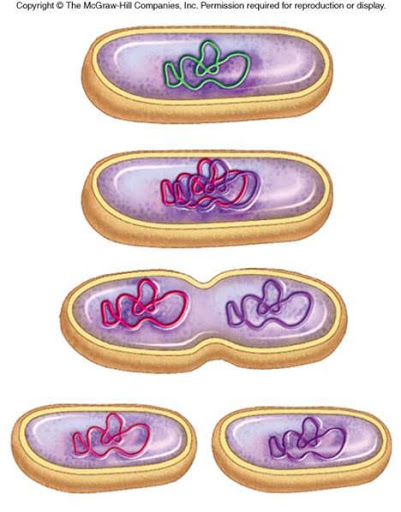 Copyright © The McGraw-Hill Companies, Inc. Permission required for reproduction or display.